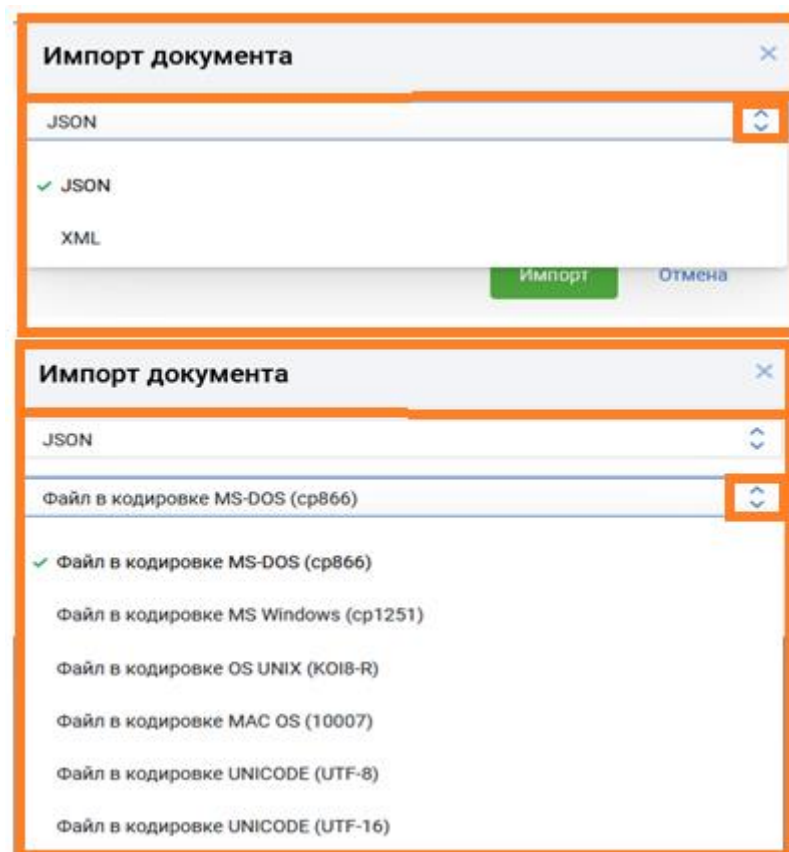 Импорт документа
JSON
JSON
XML
Импорт
Отмена
Импорт документа
JSON
Файл в кодировке MS-DOS (cp866)
Файл в кодировке MS-DOS (cp866)
Файл в кодировке MS Windows (cp1251)
Файл в кодировке OS UNIX (KOI8-R)
Файл в кодировке MAC OS (10007)
Файл в кодировке UNICODE (UTF-8)
Файл в кодировке UNICODE (UTF-16)